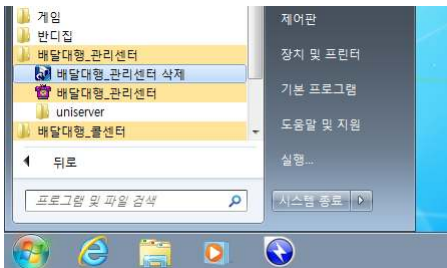 게임
반디집
배달대행_관리센터
배달대행_관리센터 삭제
배달대행_관리센터
uniserver
배달대행_콜센터
뒤로
프로그램 및 파일 검색
제어판
장치 및 프린터
기본 프로그램
도움말 및 지원
실행...
시스템 종료